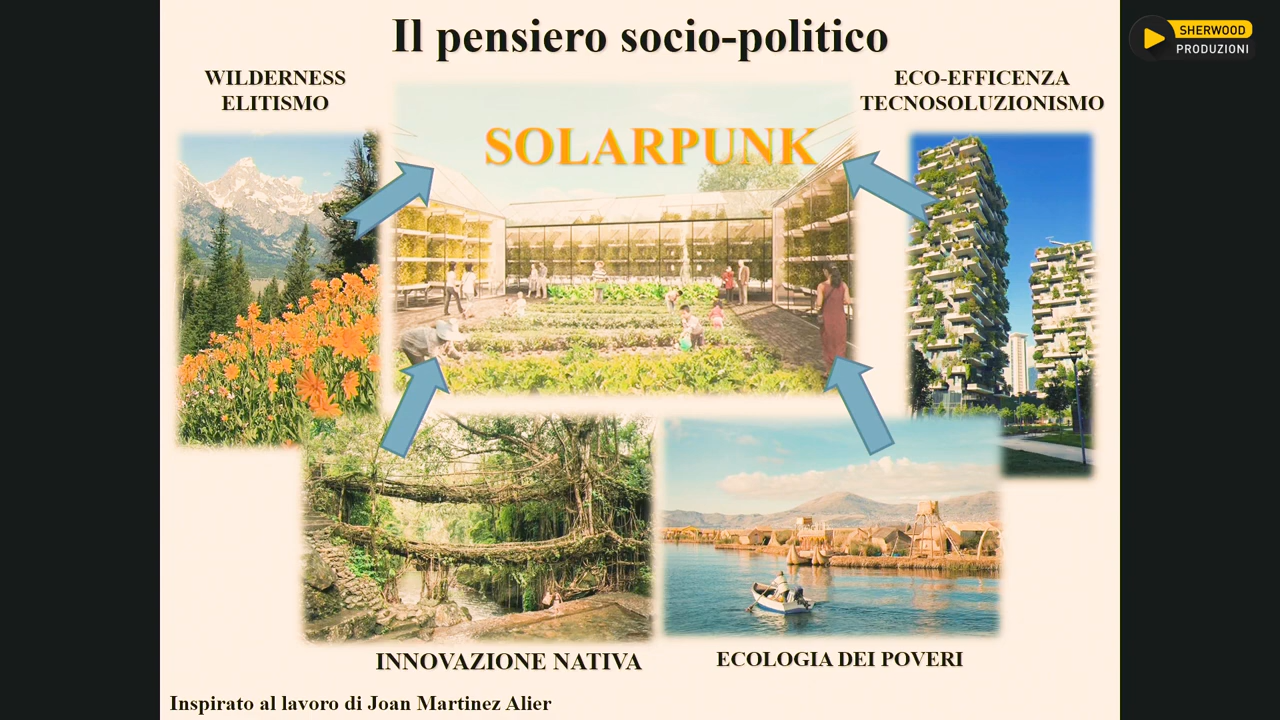 Il pensiero socio-politico
SHERWOOD
PRODUZIONI
WILDERNESS
ELITISMO
ECO-EFFICENZA
TECNOSOLUZIONISMO
SOLARPUNK
INNOVAZIONE NATIVA
ECOLOGIA DEI POVERI
Inspirato al lavoro di Joan Martinez Alier